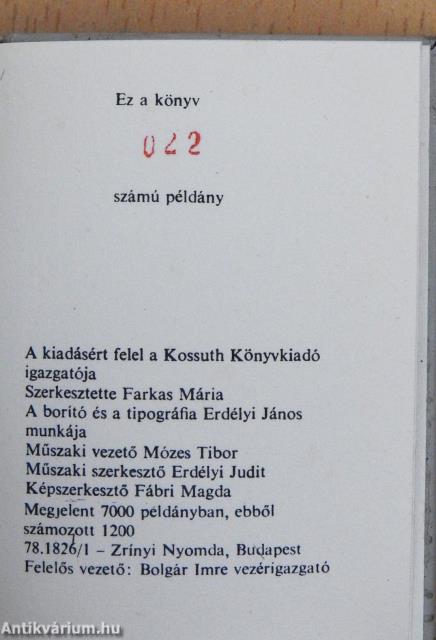 Ez a könyv
042
számú példány
A kiadásért felel a Kossuth Könyvkiadó
igazgatója
Szerkesztette Farkas Mária
A borító és a tipográfia Erdélyi János
munkája
Műszaki vezető Mózes Tibor
Műszaki szerkesztő Erdélyi Judit
Képszerkesztő Fábri Magda
Megjelent 7000 példányban, ebből
számozott 1200
78.1826/1 – Zrínyi Nyomda, Budapest
Felelős vezető: Bolgár Imre vezérigazgató
Antikvárium.hu